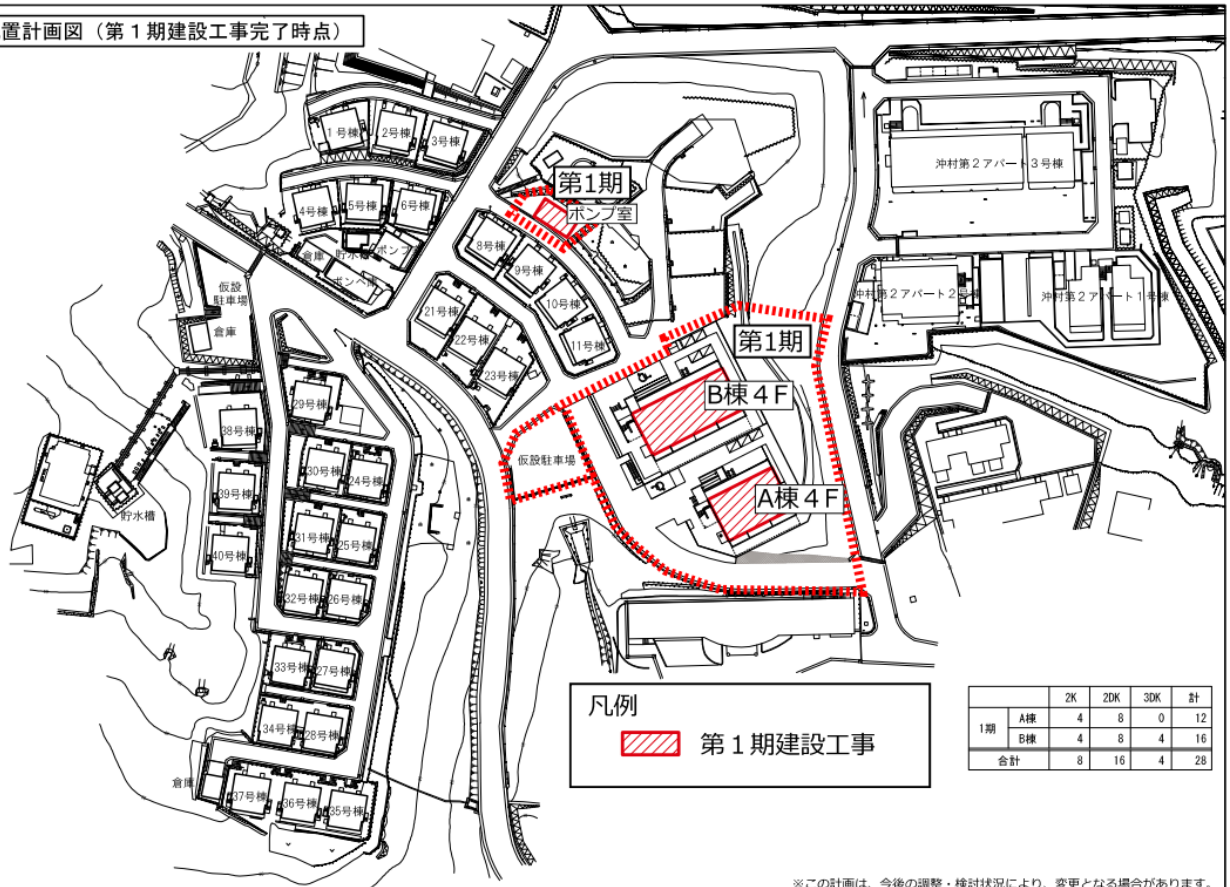 置計画図（第１期建設工事完了時点）
1号棟
2号棟
3号棟
4号棟
5号棟
6号棟
倉庫
貯水槽
ポンプ
ボンベ庫
第1期
ポンプ室
8号棟
9号棟
10号棟
11号棟
21号棟
22号棟
23号棟
仮設
駐車場
倉庫
沖村第２アパート３号棟
沖村第２アパート２号棟
沖村第２アパート１号棟
第1期
B棟４F
A棟４F
仮設駐車場
29号棟
38号棟
30号棟
24号棟
39号棟
31号棟
25号棟
40号棟
32号棟
26号棟
33号棟
27号棟
34号棟
28号棟
37号棟
36号棟
35号棟
倉庫
貯水槽
凡例
第１期建設工事
2K 2DK 3DK 計
1期 A棟 4 8 0 12
B棟 4 8 4 16
合計 8 16 4 28
※この計画は、今後の調整・検討状況により、変更となる場合があります。